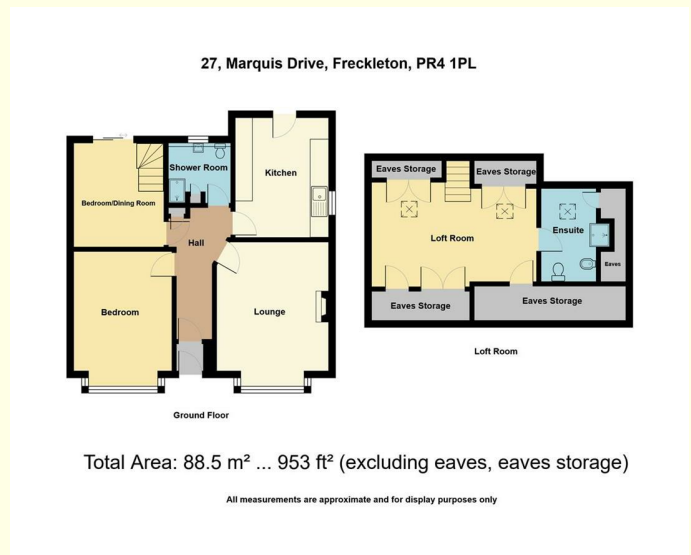 27, Marquis Drive, Freckleton, PR4 1PL
Shower Room
Kitchen
Bedroom/Dining Room
Hall
Bedroom
Lounge
Ground Floor
Eaves Storage
Eaves Storage
Loft Room
Ensuite
Eaves
Eaves Storage
Eaves Storage
Loft Room
Total Area: 88.5 m² ... 953 ft² (excluding eaves, eaves storage)
All measurements are approximate and for display purposes only